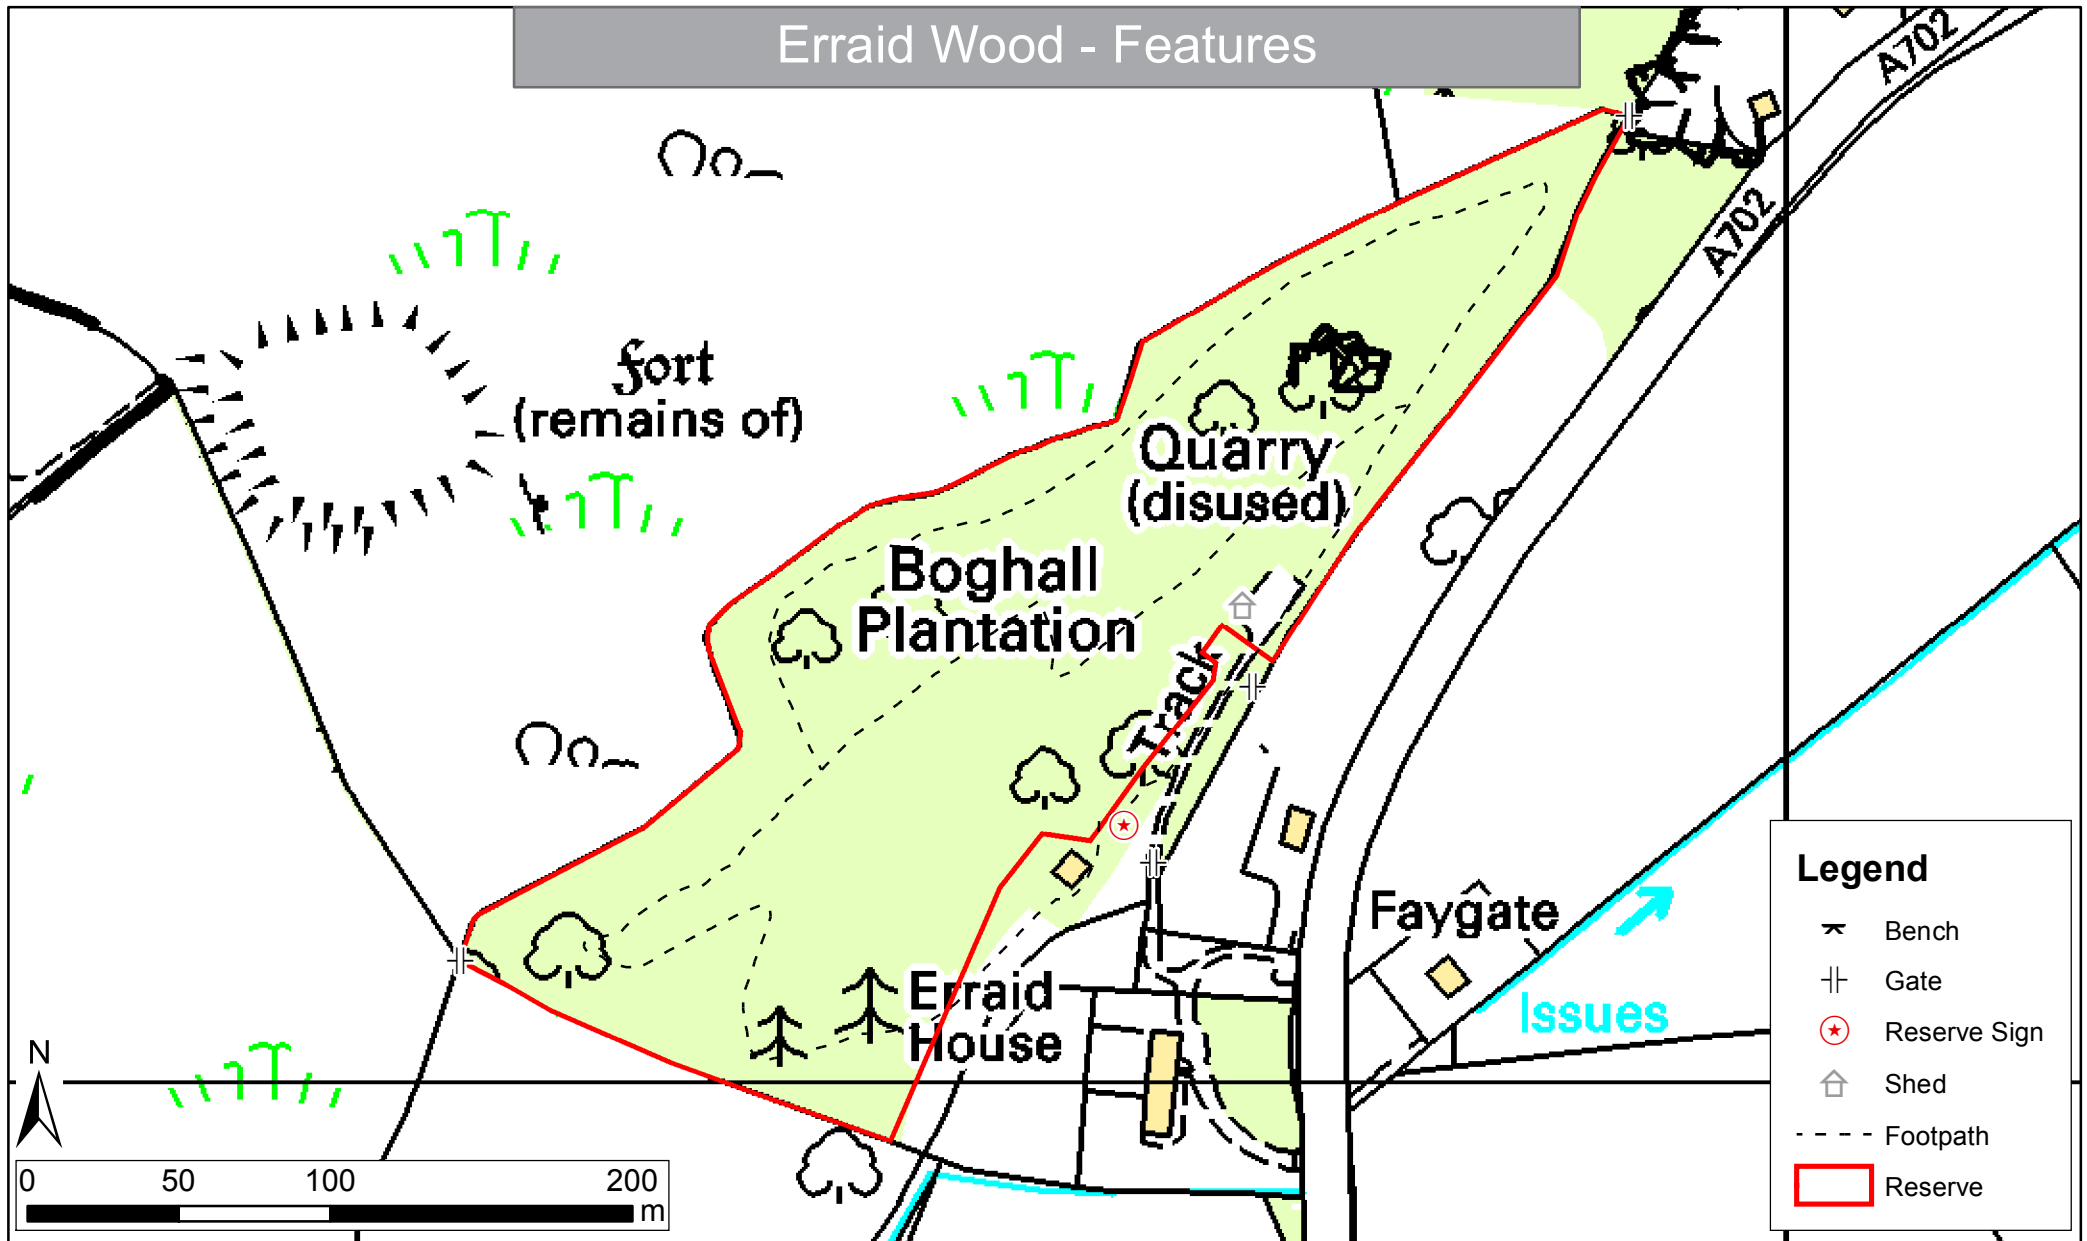 Erraid Wood - Features
A702
A702
fort
(remains of)
Quarry
(disused)
Boghall
Plantation
Track
Faygate
Erraid
House
Issues
N
0 50 100 200
m
Legend
Bench
Gate
Reserve Sign
Shed
Footpath
Reserve